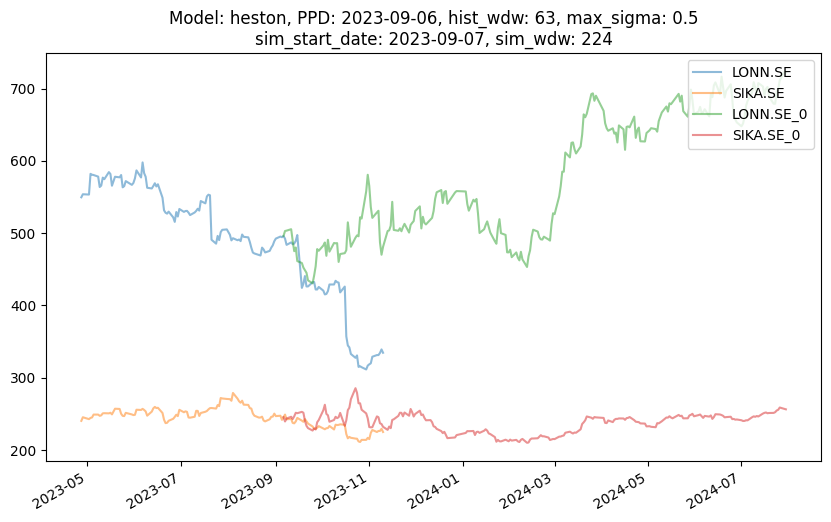 Model: heston, PPD: 2023-09-06, hist_wdw: 63, max_sigma: 0.5
sim_start_date: 2023-09-07, sim_wdw: 224
LONN.SE
SIKA.SE
LONN.SE_0
SIKA.SE_0
700
600
500
400
300
200
2023-05
2023-07
2023-09
2023-11
2024-01
2024-03
2024-05
2024-07